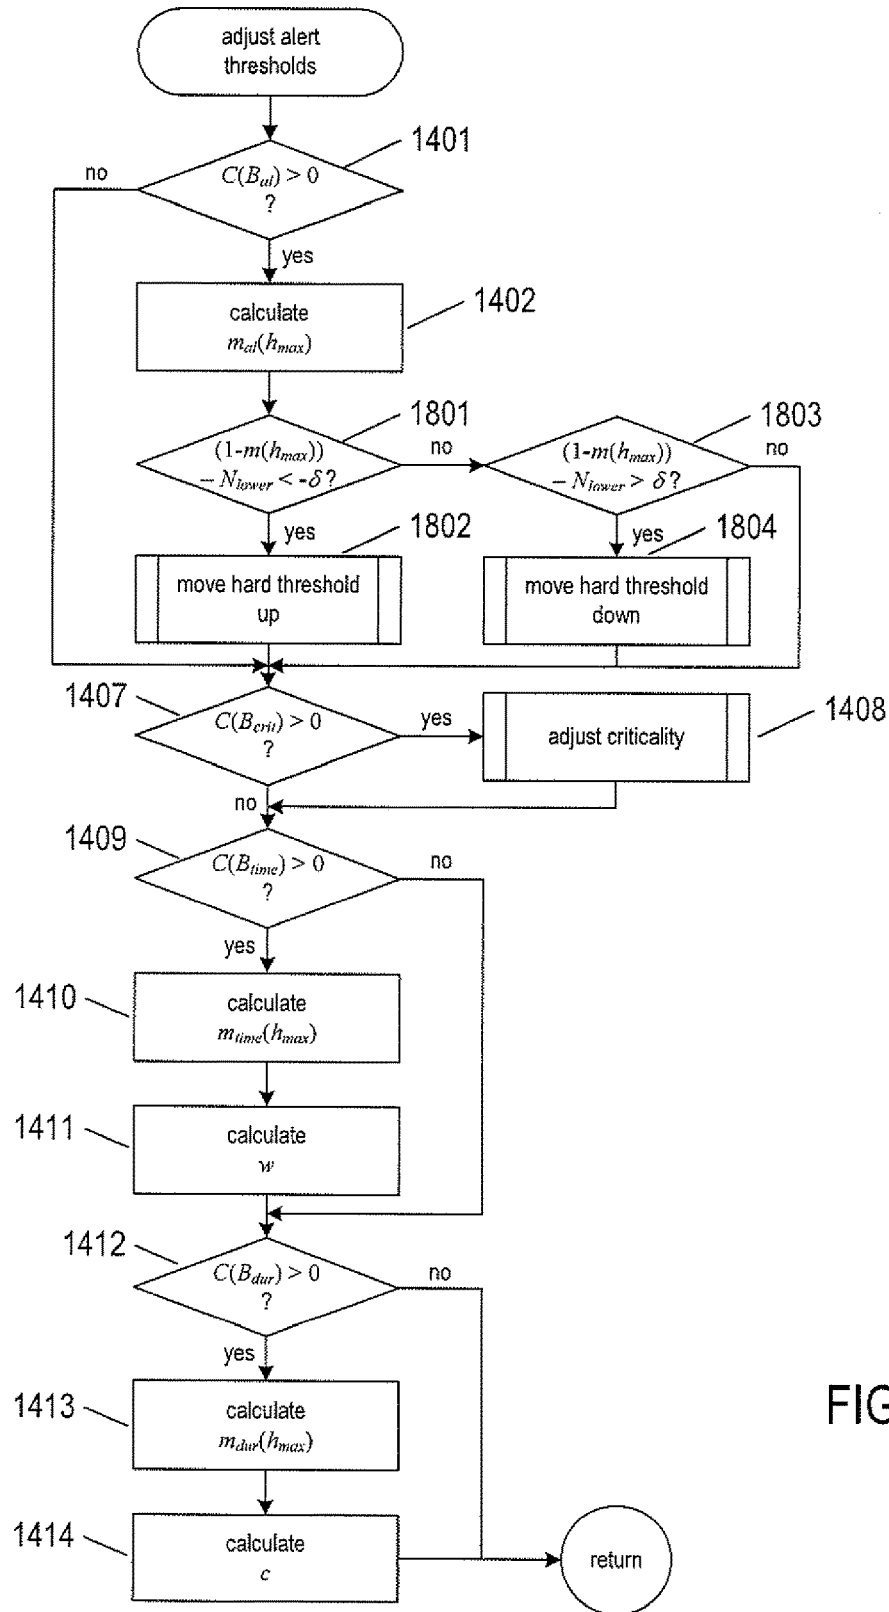 adjust alert
thresholds
1401
no
C(B_al) > 0
?
yes
1402
calculate
m_al(h_max)
1801
1803
(1-m(h_max))
– N_lower < -δ?
no
(1-m(h_max))
– N_lower > δ?
no
yes
1802
yes
1804
move hard threshold
up
move hard threshold
down
1407
C(B_crit) > 0
?
yes
adjust criticality
1408
no
1409
C(B_time) > 0
?
no
yes
1410
calculate
m_time(h_max)
1411
calculate
w
1412
C(B_dur) > 0
?
no
yes
1413
calculate
m_dur(h_max)
FIG
1414
calculate
c
return